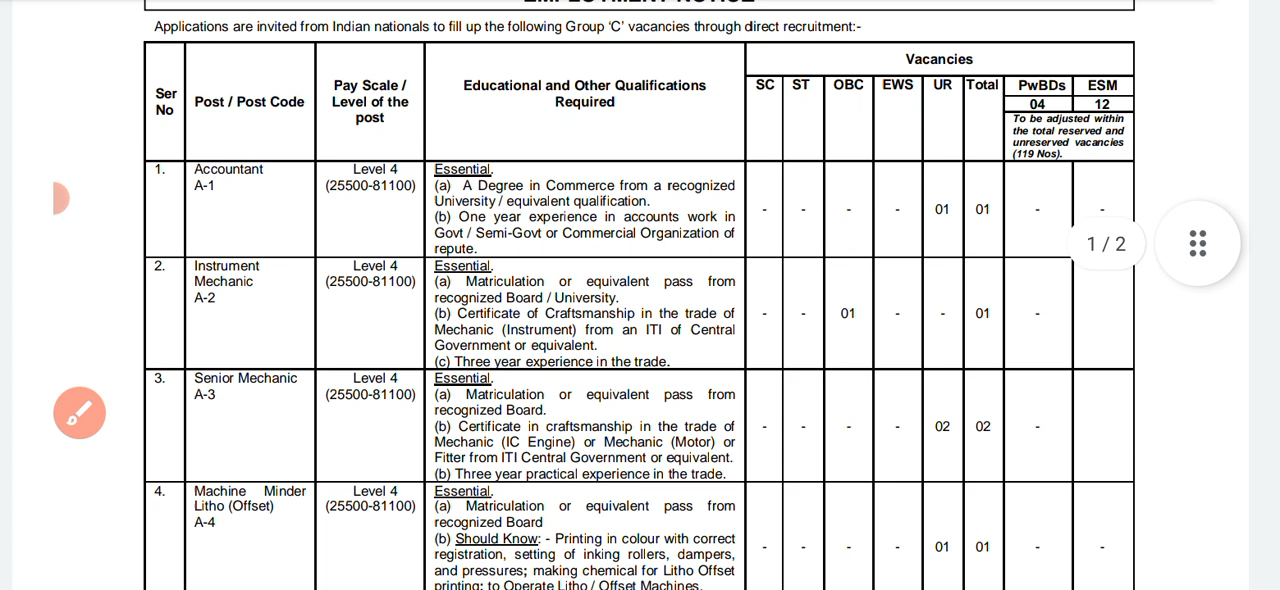 EMPLOYMENT NOTICE
Applications are invited from Indian nationals to fill up the following Group 'C' vacancies through direct recruitment:-
Ser
No
Post / Post Code
Pay Scale /
Level of the
post
Educational and Other Qualifications
Required
Vacancies
SC
ST
OBC
EWS
UR
Total
PwBDs
04
ESM
12
To be adjusted within
the total reserved and
unreserved vacancies
(119 Nos).
1.
Accountant
A-1
Level 4
(25500-81100)
Essential.
(a) A Degree in Commerce from a recognized
University / equivalent qualification.
(b) One year experience in accounts work in
Govt / Semi-Govt or Commercial Organization of
repute.
- - - - 01 01 - -
2.
Instrument
Mechanic
A-2
Level 4
(25500-81100)
Essential.
(a) Matriculation or equivalent pass from
recognized Board / University.
(b) Certificate of Craftsmanship in the trade of
Mechanic (Instrument) from an ITI of Central
Government or equivalent.
(c) Three year experience in the trade.
- - 01 - - 01 -
3.
Senior Mechanic
A-3
Level 4
(25500-81100)
Essential.
(a) Matriculation or equivalent pass from
recognized Board.
(b) Certificate in craftsmanship in the trade of
Mechanic (IC Engine) or Mechanic (Motor) or
Fitter from ITI Central Government or equivalent.
(b) Three year practical experience in the trade.
- - - - 02 02 -
4.
Machine Minder
Litho (Offset)
A-4
Level 4
(25500-81100)
Essential.
(a) Matriculation or equivalent pass from
recognized Board
(b) Should Know: - Printing in colour with correct
registration, setting of inking rollers, dampers,
and pressures; making chemical for Litho Offset
printing; to Operate Litho / Offset Machines.
- - - - 01 01 - -
1 / 2